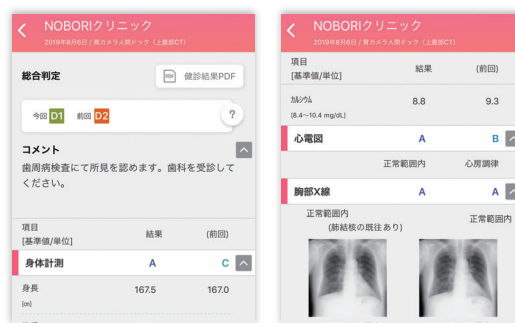 NOBORIクリニック
2019年8月6日 / 胃カメラ人間ドック(上腹部CT)
総合判定
PDF 健診結果PDF
今回 D1 前回 D2
?
コメント
歯周病検査にて所見を認めます。歯科を受診して
ください。
項目
[基準値/単位]
結果
(前回)
身体計測 A C
身長
[cm]
167.5 167.0
NOBORIクリニック
2019年8月6日 / 胃カメラ人間ドック(上腹部CT)
項目
[基準値/単位]
結果
(前回)
カルシウム
[8.4〜10.4 mg/dL]
8.8 9.3
心電図 A B
正常範囲内 心房調律
胸部X線 A A
正常範囲内
(肺結核の既往あり)
正常範囲内